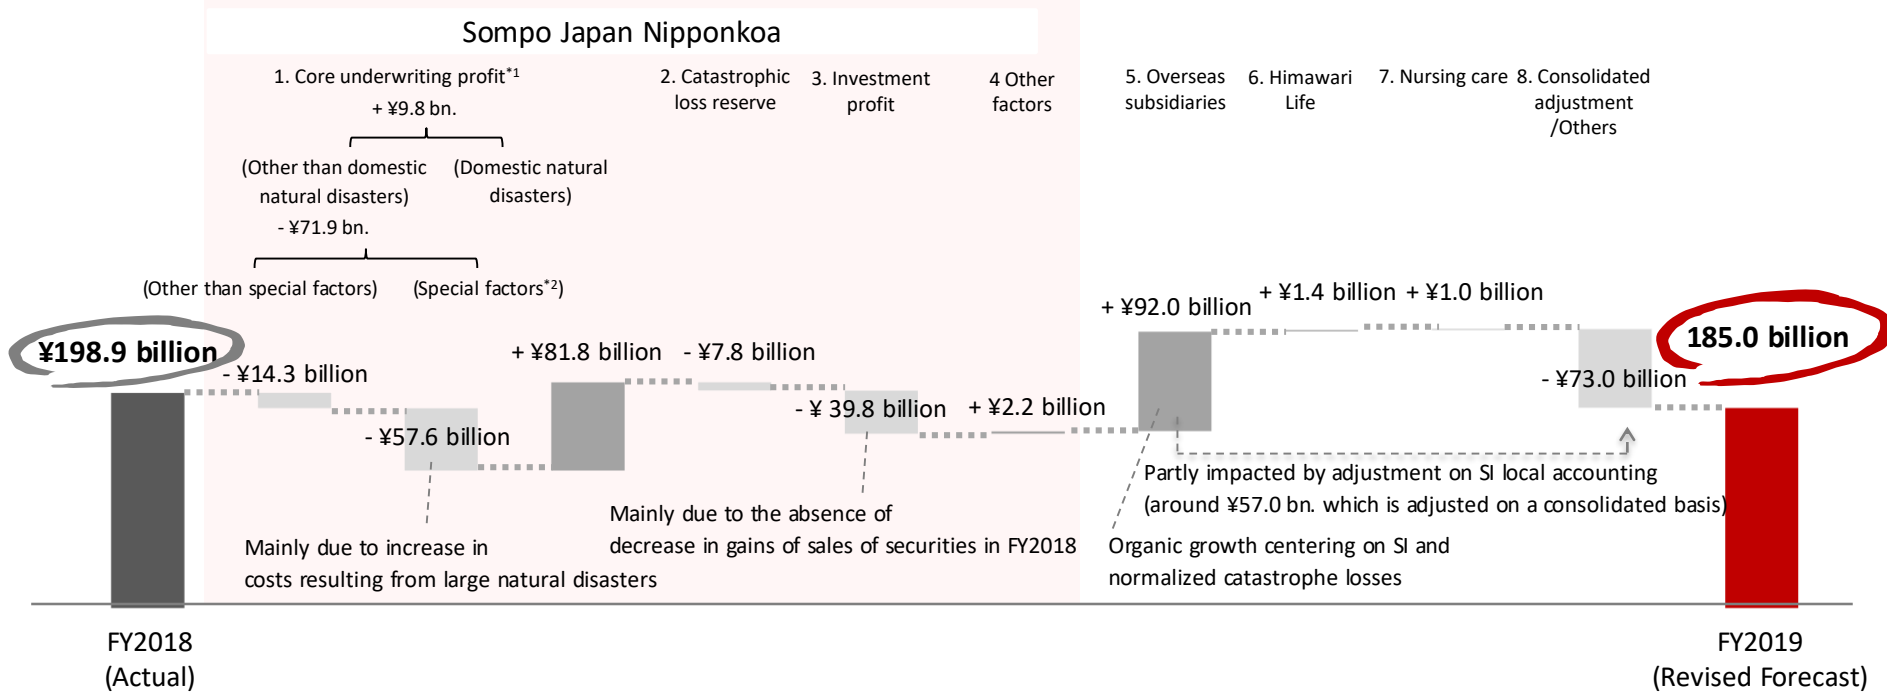 Sompo Japan Nipponkoa
1. Core underwriting profit*1
+ ¥9.8 bn.
2. Catastrophic
loss reserve
3. Investment
profit
4 Other
factors
5. Overseas
subsidiaries
6. Himawari
Life
7. Nursing care
8. Consolidated
adjustment
/Others
(Other than domestic
natural disasters)
- ¥71.9 bn.
(Domestic natural
disasters)
(Other than special factors)
(Special factors*2)
¥198.9 billion
- ¥14.3 billion
- ¥57.6 billion
+ ¥81.8 billion
- ¥7.8 billion
- ¥ 39.8 billion
+ ¥2.2 billion
+ ¥92.0 billion
+ ¥1.4 billion
+ ¥1.0 billion
- ¥73.0 billion
185.0 billion
Mainly due to increase in
costs resulting from large natural disasters
Mainly due to the absence of
decrease in gains of sales of securities in FY2018
Partly impacted by adjustment on SI local accounting
(around ¥57.0 bn. which is adjusted on a consolidated basis)
Organic growth centering on SI and
normalized catastrophe losses
FY2018
(Actual)
FY2019
(Revised Forecast)